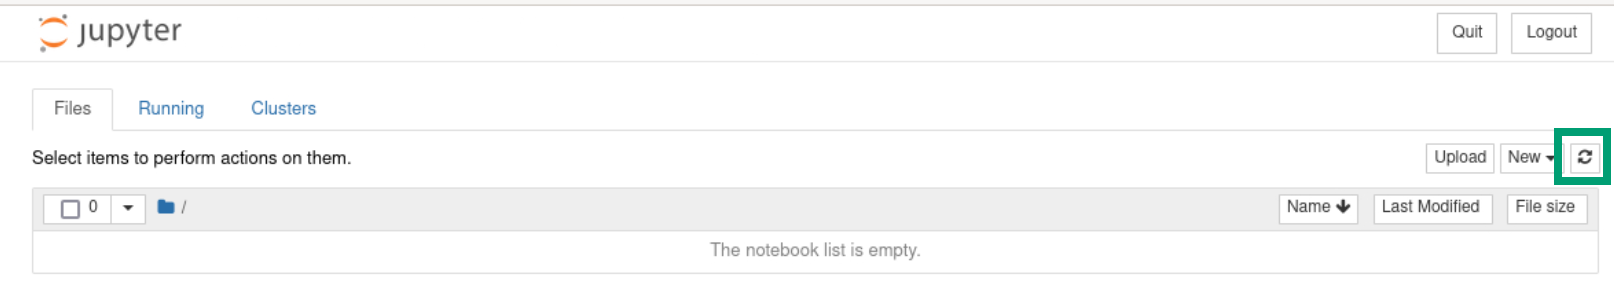 jupyter Quit Logout
Files Running Clusters
Select items to perform actions on them. Upload New
0 / Name Last Modified File size
The notebook list is empty.